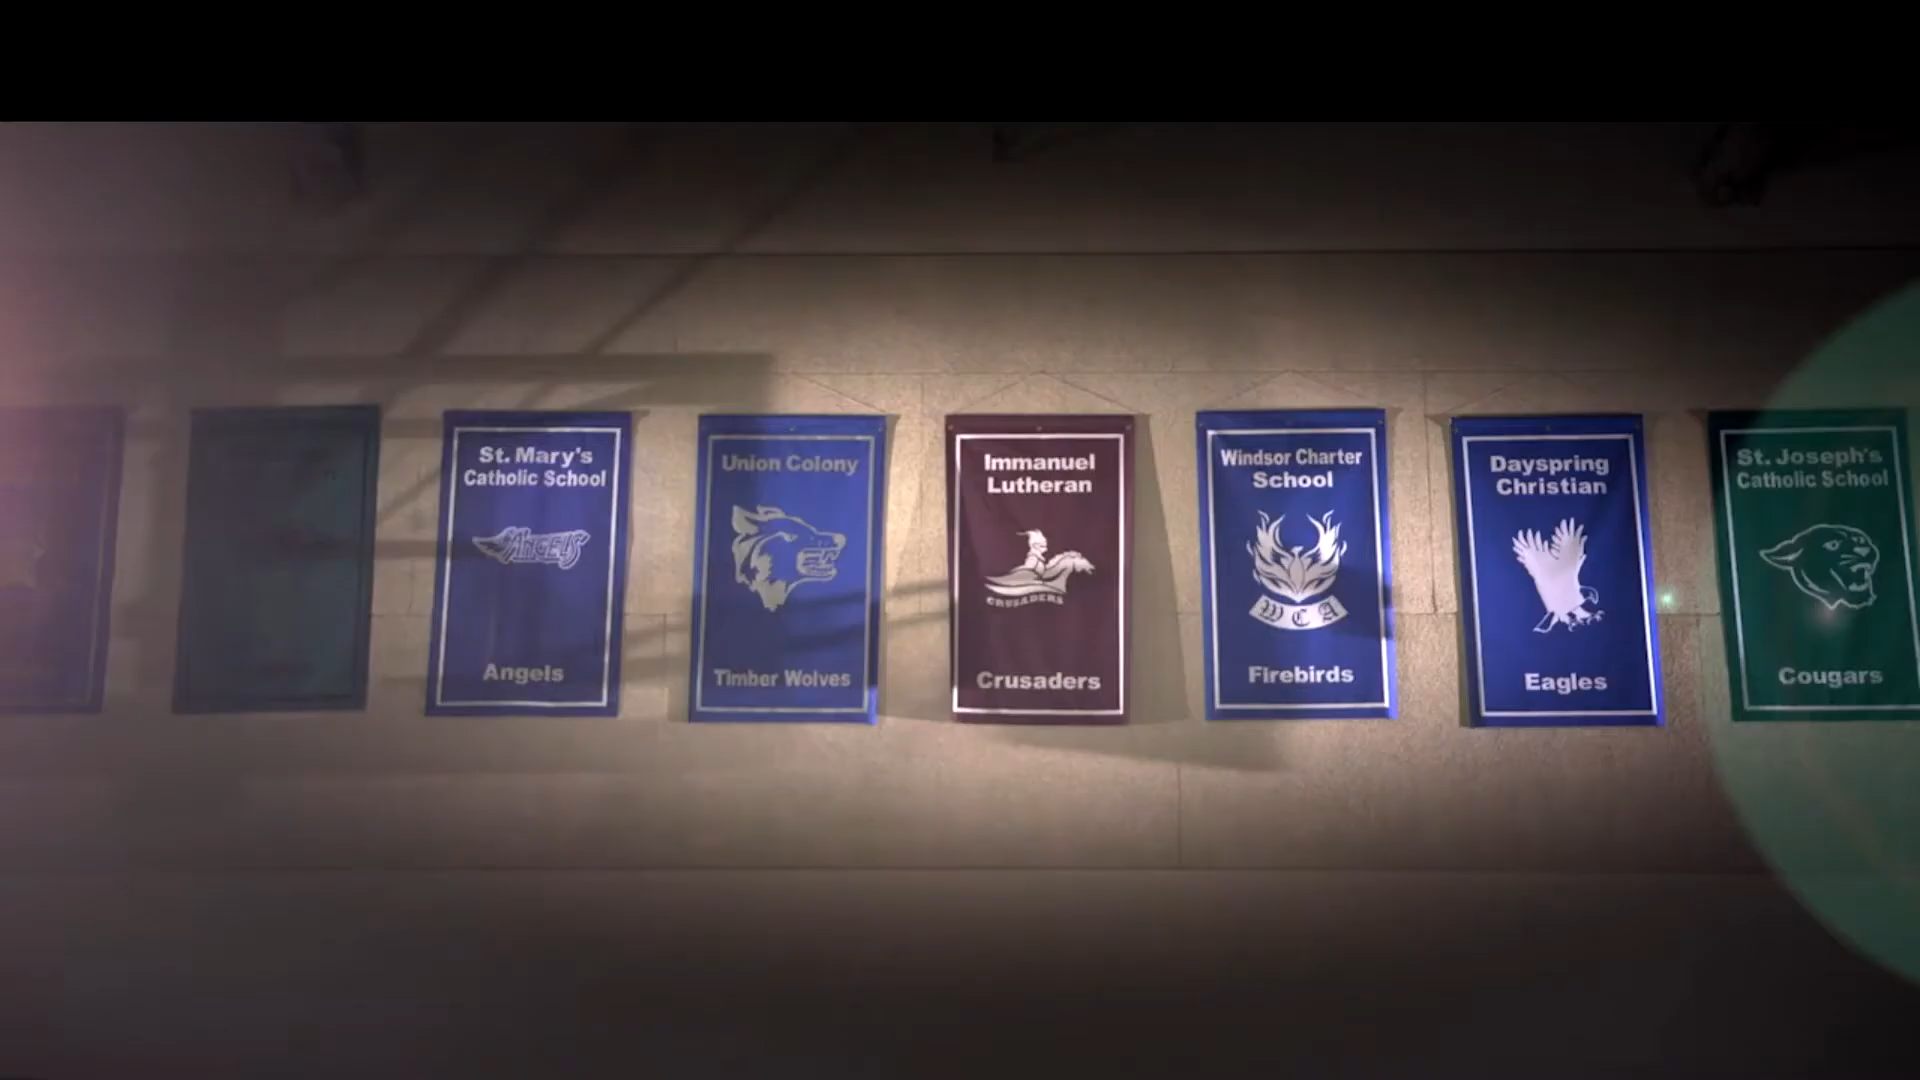 St. Mary's
Catholic School
ANGELS
Angels
Union Colony
Timber Wolves
Immanuel
Lutheran
CRUSADERS
Crusaders
Windsor Charter
School
W C A
Firebirds
Dayspring
Christian
Eagles
St. Joseph's
Catholic School
Cougars